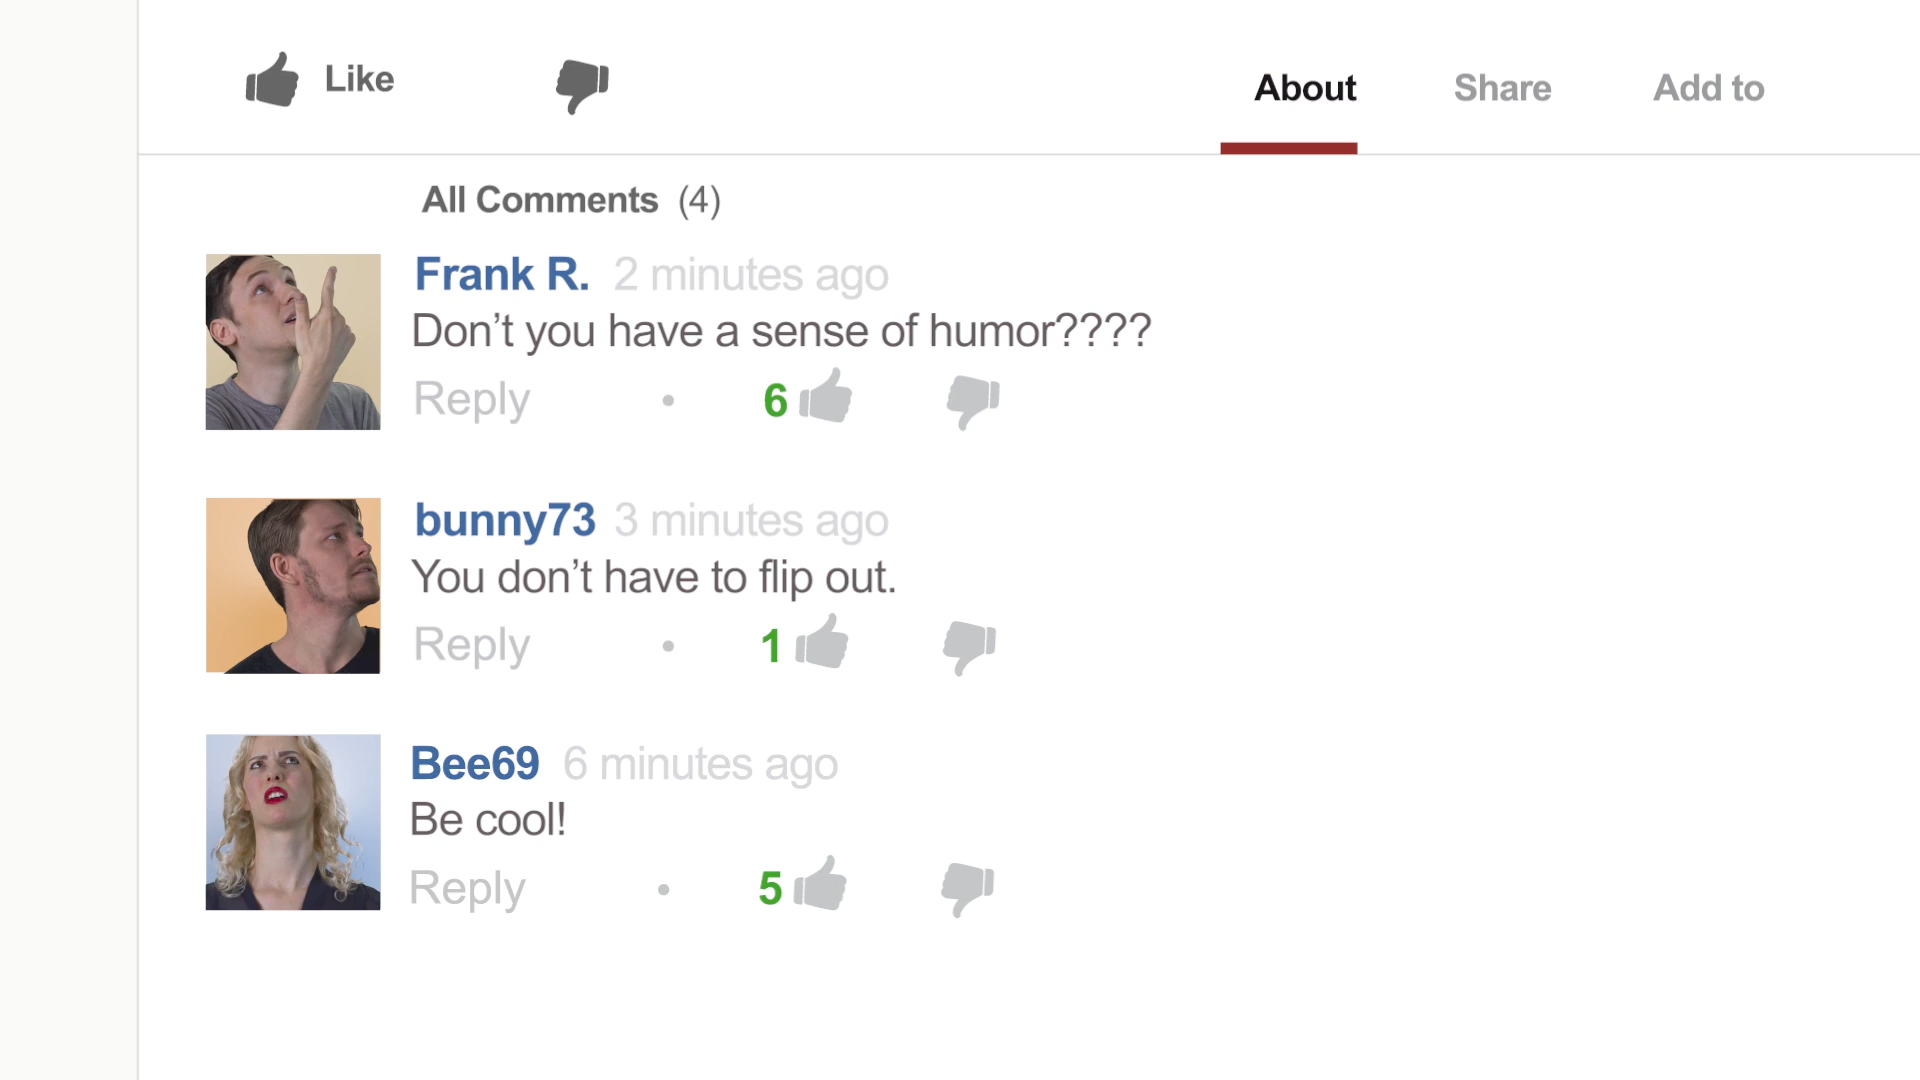 Like
About Share Add to
All Comments (4)
Frank R. 2 minutes ago
Don’t you have a sense of humor????
Reply • 6
bunny73 3 minutes ago
You don’t have to flip out.
Reply • 1
Bee69 6 minutes ago
Be cool!
Reply • 5